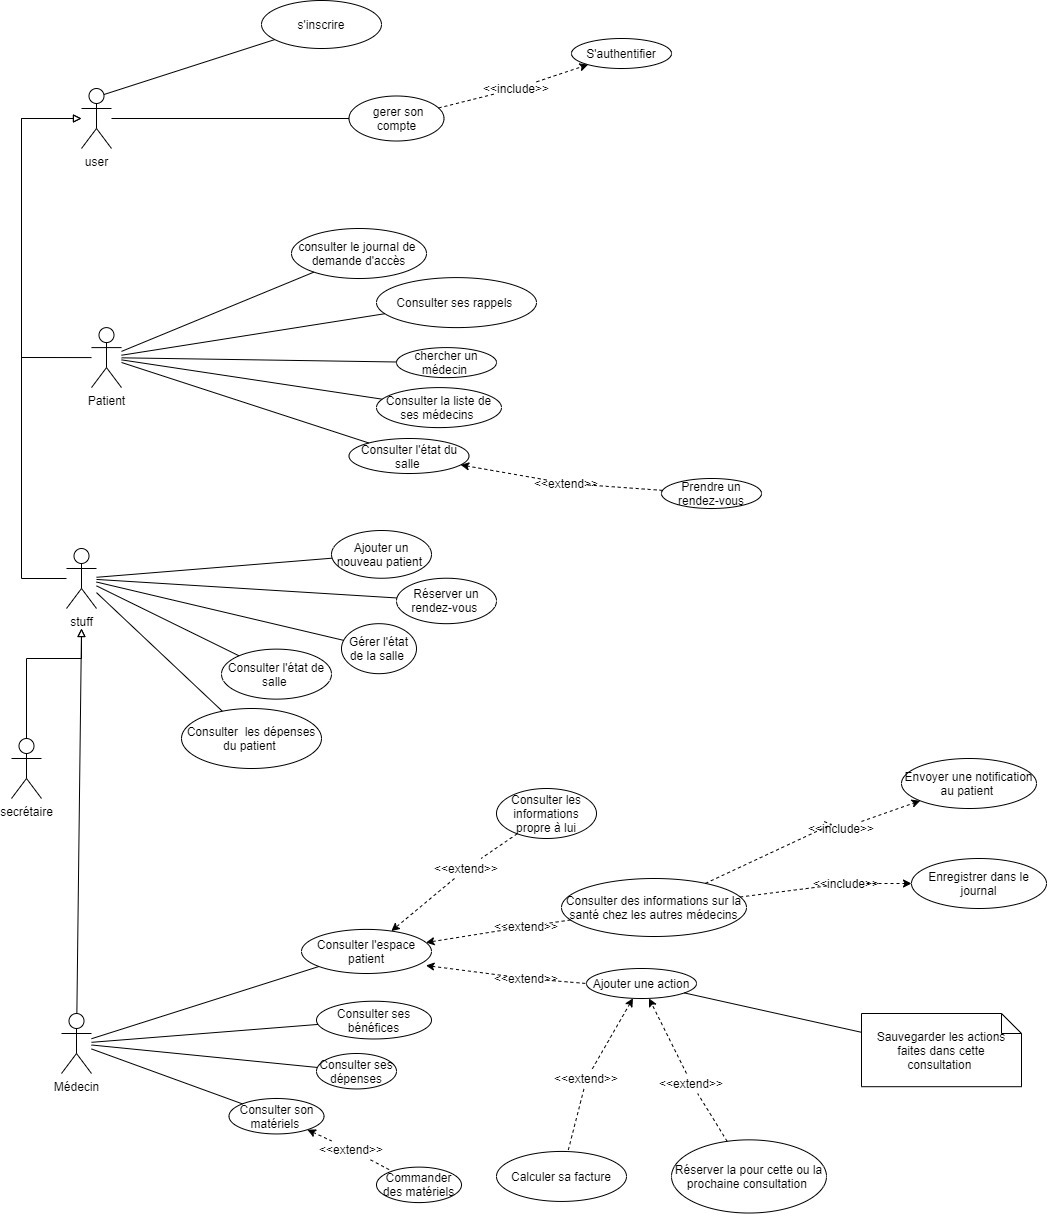 s'inscrire
S'authentifier
<<include>>
gerer son
compte
user
consulter le journal de
demande d'accès
Consulter ses rappels
chercher un
médecin
Patient
Consulter la liste de
ses médecins
Consulter l'état du
salle
<<extend>>
Prendre un
rendez-vous
Ajouter un
nouveau patient
Rèserver un
rendez-vous
stuff
Gérer l'état
de la salle
Consulter l'état de
salle
Consulter les dépenses
du patient
secrétaire
Envoyer une notification
au patient
Consulter les
informations
propre à lui
<<include>>
<<extend>>
Enregistrer dans le
journal
<<include>>
Consulter des informations sur la
santé chez les autres médecins
<<extend>>
Consulter l'espace
patient
<<extend>>
Ajouter une action
Consulter ses
bénéfices
Sauvegarder les actions
faites dans cette
consultation
Consulter ses
dépenses
Médecin
<<extend>>
<<extend>>
Consulter son
matériels
<<extend>>
Commander
des matériels
Calculer sa facture
Réserver la pour cette ou la
prochaine consultation